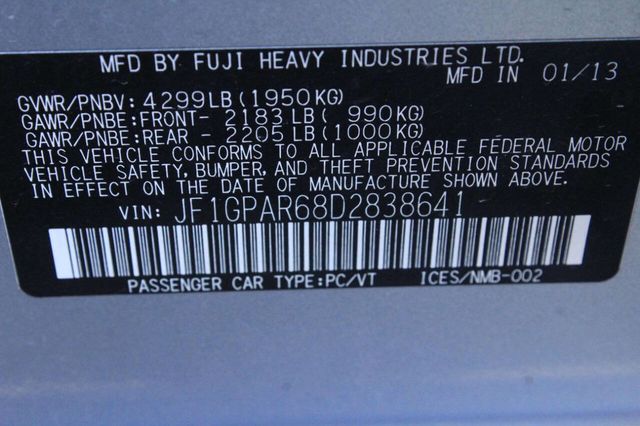 MFD BY FUJI HEAVY INDUSTRIES LTD.
MFD IN 01/13
GVWR/PNBV: 4299LB (1950KG)
GAWR/PNBE: FRONT- 2183 LB ( 990KG)
GAWR/PNBE: REAR - 2205 LB (1000KG)
THIS VEHICLE CONFORMS TO ALL APPLICABLE FEDERAL MOTOR
VEHICLE SAFETY, BUMPER, AND THEFT PREVENTION STANDARDS
IN EFFECT ON THE DATE OF MANUFACTURE SHOWN ABOVE.
VIN: JF1GPAR68D2838641
PASSENGER CAR TYPE:PC/VT ICES/NMB-002